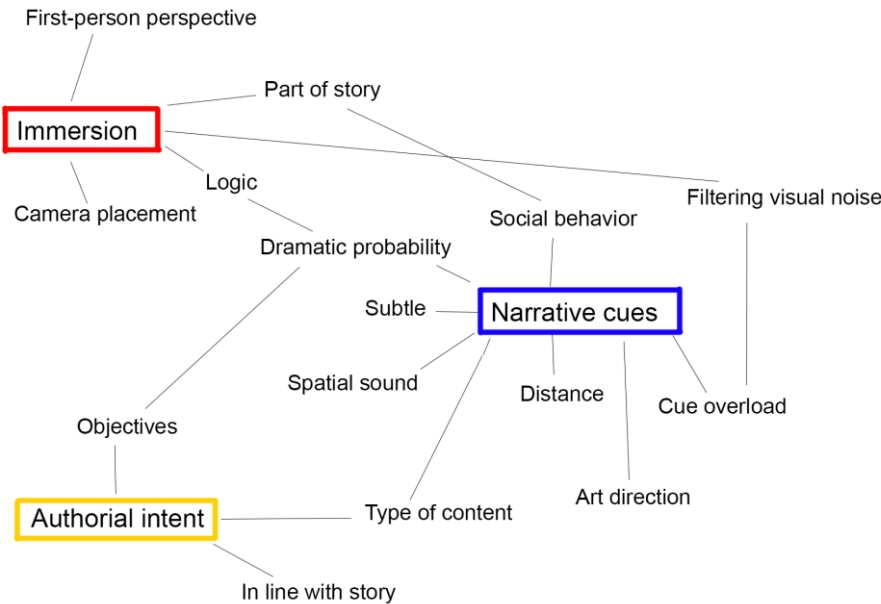 First-person perspective
Part of story
Immersion
Logic
Filtering visual noise
Camera placement
Social behavior
Dramatic probability
Subtle
Narrative cues
Spatial sound
Distance
Cue overload
Objectives
Art direction
Authorial intent
Type of content
In line with story